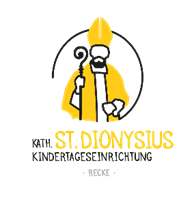 KATH. ST. DIONYSIUS
KINDERTAGESEINRICHTUNG
- RECKE -